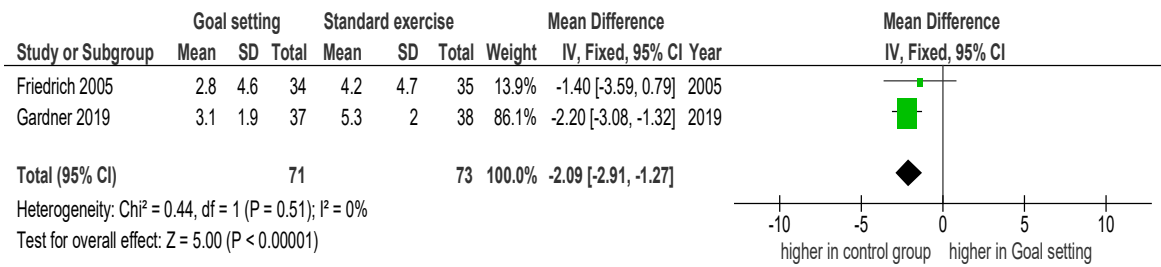 Goal setting Standard exercise Mean Difference Mean Difference
Study or Subgroup Mean SD Total Mean SD Total Weight IV, Fixed, 95% CI Year IV, Fixed, 95% CI
Friedrich 2005 2.8 4.6 34 4.2 4.7 35 13.9% -1.40 [-3.59, 0.79] 2005
Gardner 2019 3.1 1.9 37 5.3 2 38 86.1% -2.20 [-3.08, -1.32] 2019
Total (95% CI) 71 73 100.0% -2.09 [-2.91, -1.27]
Heterogeneity: Chi² = 0.44, df = 1 (P = 0.51); I² = 0%
Test for overall effect: Z = 5.00 (P < 0.00001)
-10 -5 0 5 10
higher in control group higher in Goal setting